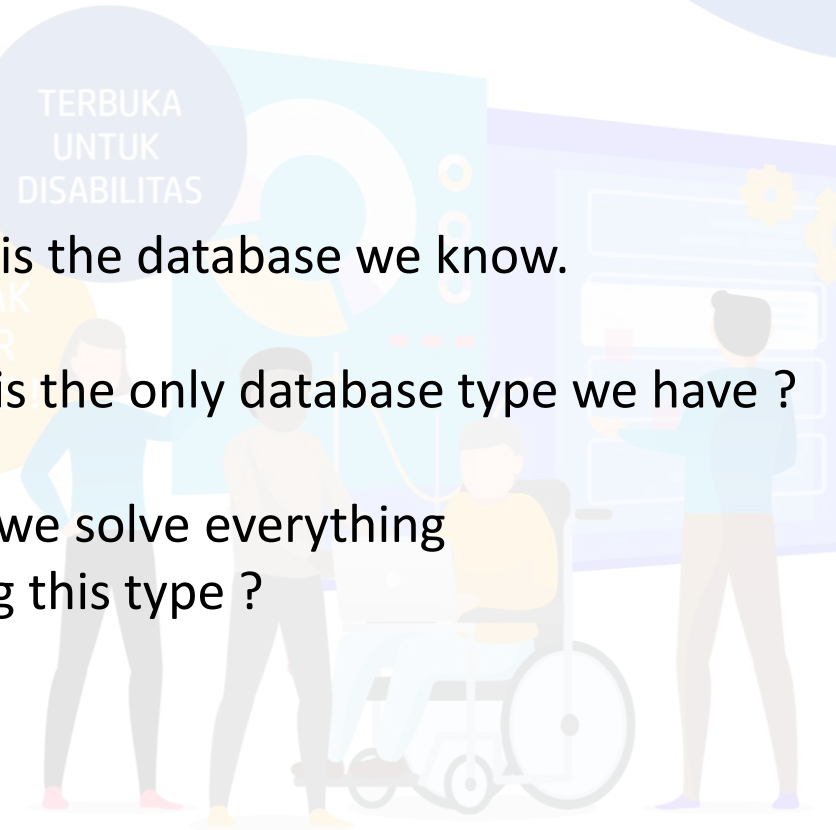 TERBUKA
UNTUK
DISABILITAS
is the database we know.
AK
R
is the only database type we have ?
we solve everything
g this type ?